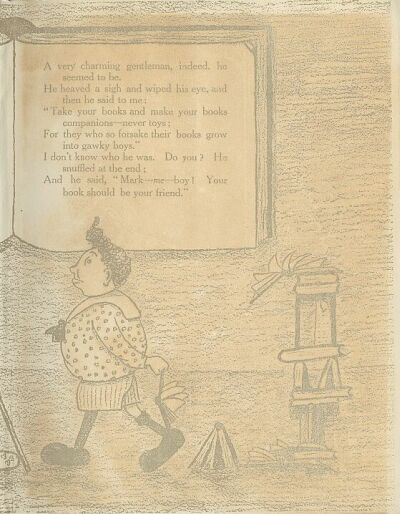 A very charming gentleman, indeed, he
seemed to be.
He heaved a sigh and wiped his eye, and
then he said to me:
"Take your books and make your books
companions—never toys;
For they who so forsake their books grow
into gawky boys."
I don't know who he was. Do you? He
snuffled at the end;
And he said, "Mark—me—boy! Your
book should be your friend."